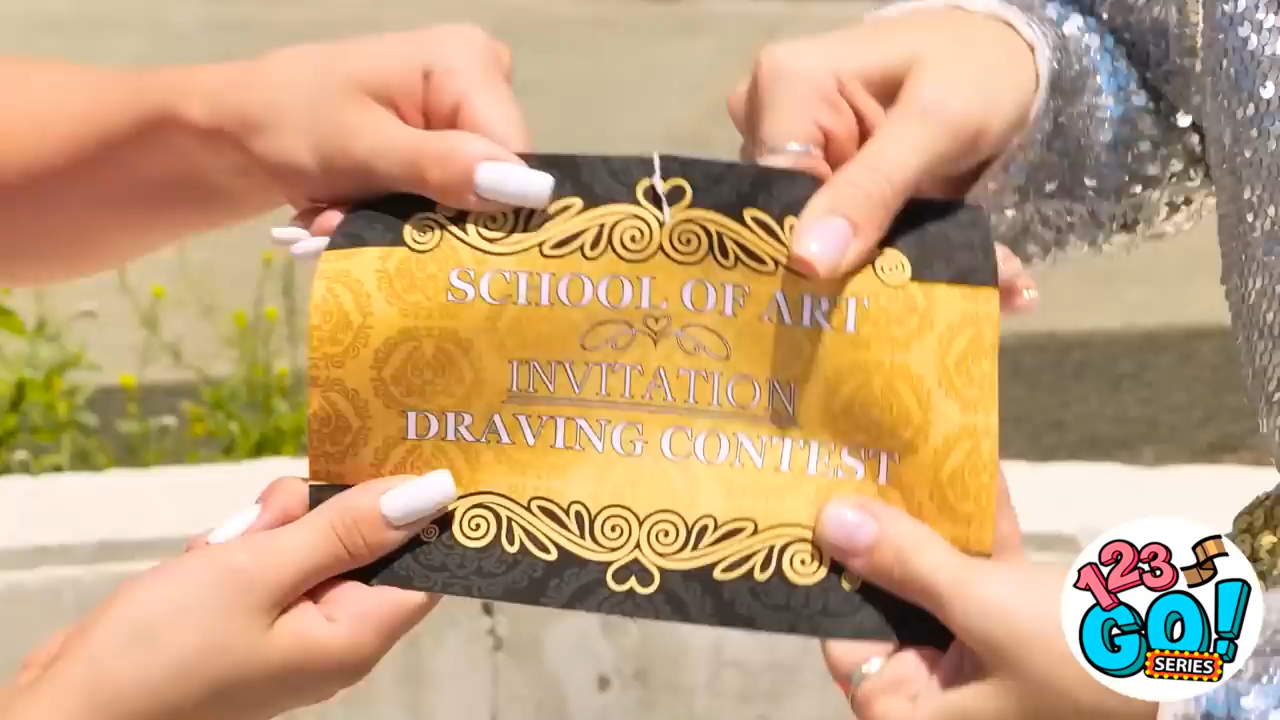 SCHOOL OF ART
INVITATION
DRAVING CONTEST
123
GO!
SERIES